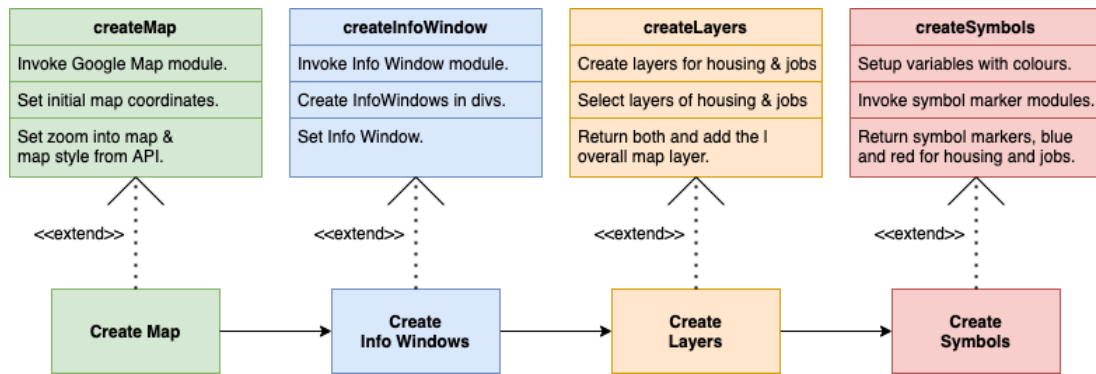 createMap
Invoke Google Map module.
Set initial map coordinates.
Set zoom into map &
map style from API.
createInfoWindow
Invoke Info Window module.
Create InfoWindows in divs.
Set Info Window.
createLayers
Create layers for housing & jobs
Select layers of housing & jobs
Return both and add the l
overall map layer.
createSymbols
Setup variables with colours.
Invoke symbol marker modules.
Return symbol markers, blue
and red for housing and jobs.
<<extend>>
<<extend>>
<<extend>>
<<extend>>
Create Map
Create
Info Windows
Create
Layers
Create
Symbols